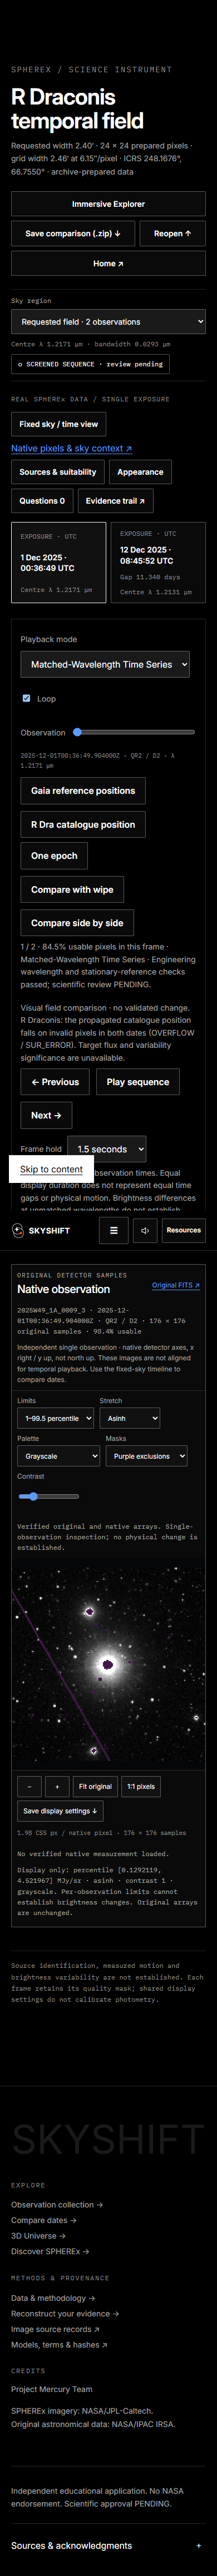 SPHEREX / SCIENCE INSTRUMENT
R Draconis
temporal field
Requested width 2.40′ · 24 × 24 prepared pixels ·
grid width 2.46′ at 6.15″/pixel · ICRS 248.1676°,
66.7550° · archive-prepared data
Immersive Explorer
Save comparison (.zip) ↓
Reopen ↗
Home ↗
Sky region
Requested field · 2 observations
Centre λ 1.2171 μm · bandwidth 0.0293 μm
○ SCREENED SEQUENCE · review pending
REAL SPHEREx DATA / SINGLE EXPOSURE
Fixed sky / time view
Native pixels & sky context ↗
Sources & suitability
Appearance
Questions 0
Evidence trail ↗
EXPOSURE · UTC
1 Dec 2025 ·
00:36:49 UTC
Centre λ 1.2171 μm
EXPOSURE · UTC
12 Dec 2025 ·
08:45:52 UTC
Gap 11.340 days
Centre λ 1.2131 μm
Playback mode
Matched-Wavelength Time Series
Loop
Observation
2025-12-01T00:36:49.904000Z · QR2 / D2 · λ
1.2171 μm
Gaia reference positions
R Dra catalogue position
One epoch
Compare with wipe
Compare side by side
1 / 2 · 84.5% usable pixels in this frame ·
Matched-Wavelength Time Series · Engineering
wavelength and stationary-reference checks
passed; scientific review PENDING.
Visual field comparison · no validated change.
R Draconis: the propagated catalogue position
falls on invalid pixels in both dates (OVERFLOW
/ SUR_ERROR). Target flux and variability
significance are unavailable.
← Previous
Play sequence
Next →
Frame hold
1.5 seconds
Skip to content
observation times. Equal
display duration does not represent equal time
gaps or physical motion. Brightness differences
at unmatched wavelengths do not
SKYSHIFT
Resources
ORIGINAL DETECTOR SAMPLES
Native observation
Original FITS ↗
2025W49_1A_0009_3 · 2025-12-
01T00:36:49.904000Z · QR2 / D2 · 176 × 176
original samples · 90.4% usable
Independent single observation · native detector axes, x
right / y up, not north up. These images are not aligned
for temporal playback. Use the fixed-sky timeline to
compare dates.
Limits
Stretch
1–99.5 percentile
Asinh
Palette
Masks
Grayscale
Purple exclusions
Contrast
Verified original and native arrays. Single-
observation inspection; no physical change is
established.
−
+
Fit original
1:1 pixels
Save display settings ↓
1.98 CSS px / native pixel · 176 × 176 samples
No verified native measurement loaded.
Display only: percentile [0.1292119,
4.521967] MJy/sr · asinh · contrast 1 ·
grayscale. Per-observation limits cannot
establish brightness changes. Original arrays
are unchanged.
Source identification, measured motion and
brightness variability are not established. Each
frame retains its quality mask; shared display
settings do not calibrate photometry.
SKYSHIFT
EXPLORE
Observation collection →
Compare dates →
3D Universe →
Discover SPHEREx →
METHODS & PROVENANCE
Data & methodology →
Reconstruct your evidence →
Image source records ↗
Models, terms & hashes ↗
CREDITS
Project Mercury Team
SPHEREx imagery: NASA/JPL-Caltech.
Original astronomical data: NASA/IPAC IRSA.
Independent educational application. No NASA
endorsement. Scientific approval PENDING.
Sources & acknowledgments
+